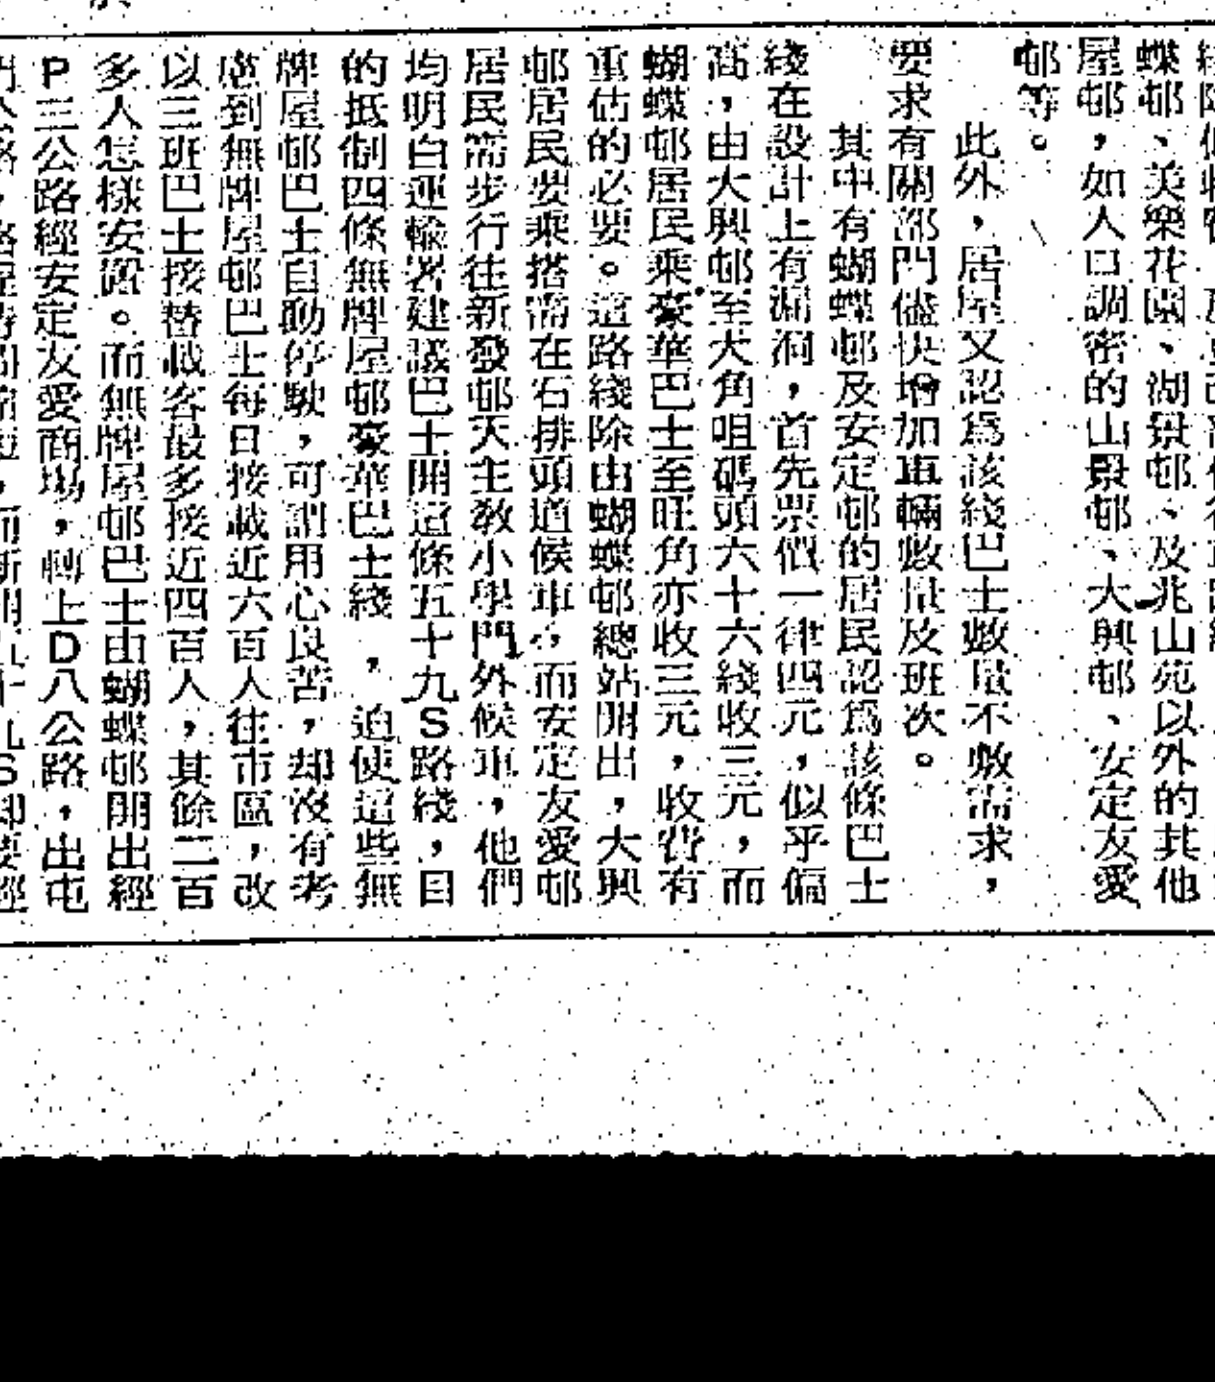 蝶邨、美樂花園、湖景邨、及兆山苑以外的其他
屋邨，如人口調密的山景邨、大興邨、安定友愛
邨等。
此外，居屋又認爲該綫巴士數量不敷需求，
要求有關部門儘快增加車輛數量及班次。
其中有蝴蝶邨及安定邨的居民認爲該條巴士
綫在設計上有漏洞，首先票價一律四元，似乎偏
高，由大興邨至大角咀碼頭六十六綫收三元，而
蝴蝶邨居民乘豪華巴士至旺角亦收三元，收費有
重估的必要。這路綫除由蝴蝶邨總站開出，大興
邨居民要乘搭需在石排頭道候車，而安定友愛邨
居民需步行往新發邨天主教小學門外候車，他們
均明白運輸署建議巴士開這條五十九S路綫，目
的抵制四條無牌屋邨豪華巴士綫，迫使這些無
牌屋邨巴士自動停駛，可謂用心良苦，却沒有考
慮到無牌屋邨巴士每日接載近六百人往市區，改
以三班巴士接替載客最多接近四百人，其餘二百
多人怎樣安置。而無牌屋邨巴士由蝴蝶邨開出經
P三公路經安定友愛商場，轉上D八公路，出屯